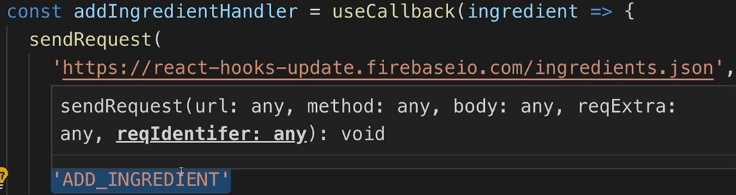 const addIngredientHandler = useCallback(ingredient => {
sendRequest(
'https://react-hooks-update.firebaseio.com/ingredients.json',
sendRequest(url: any, method: any, body: any, reqExtra:
any, reqIdentifer: any): void
'ADD_INGREDIENT'